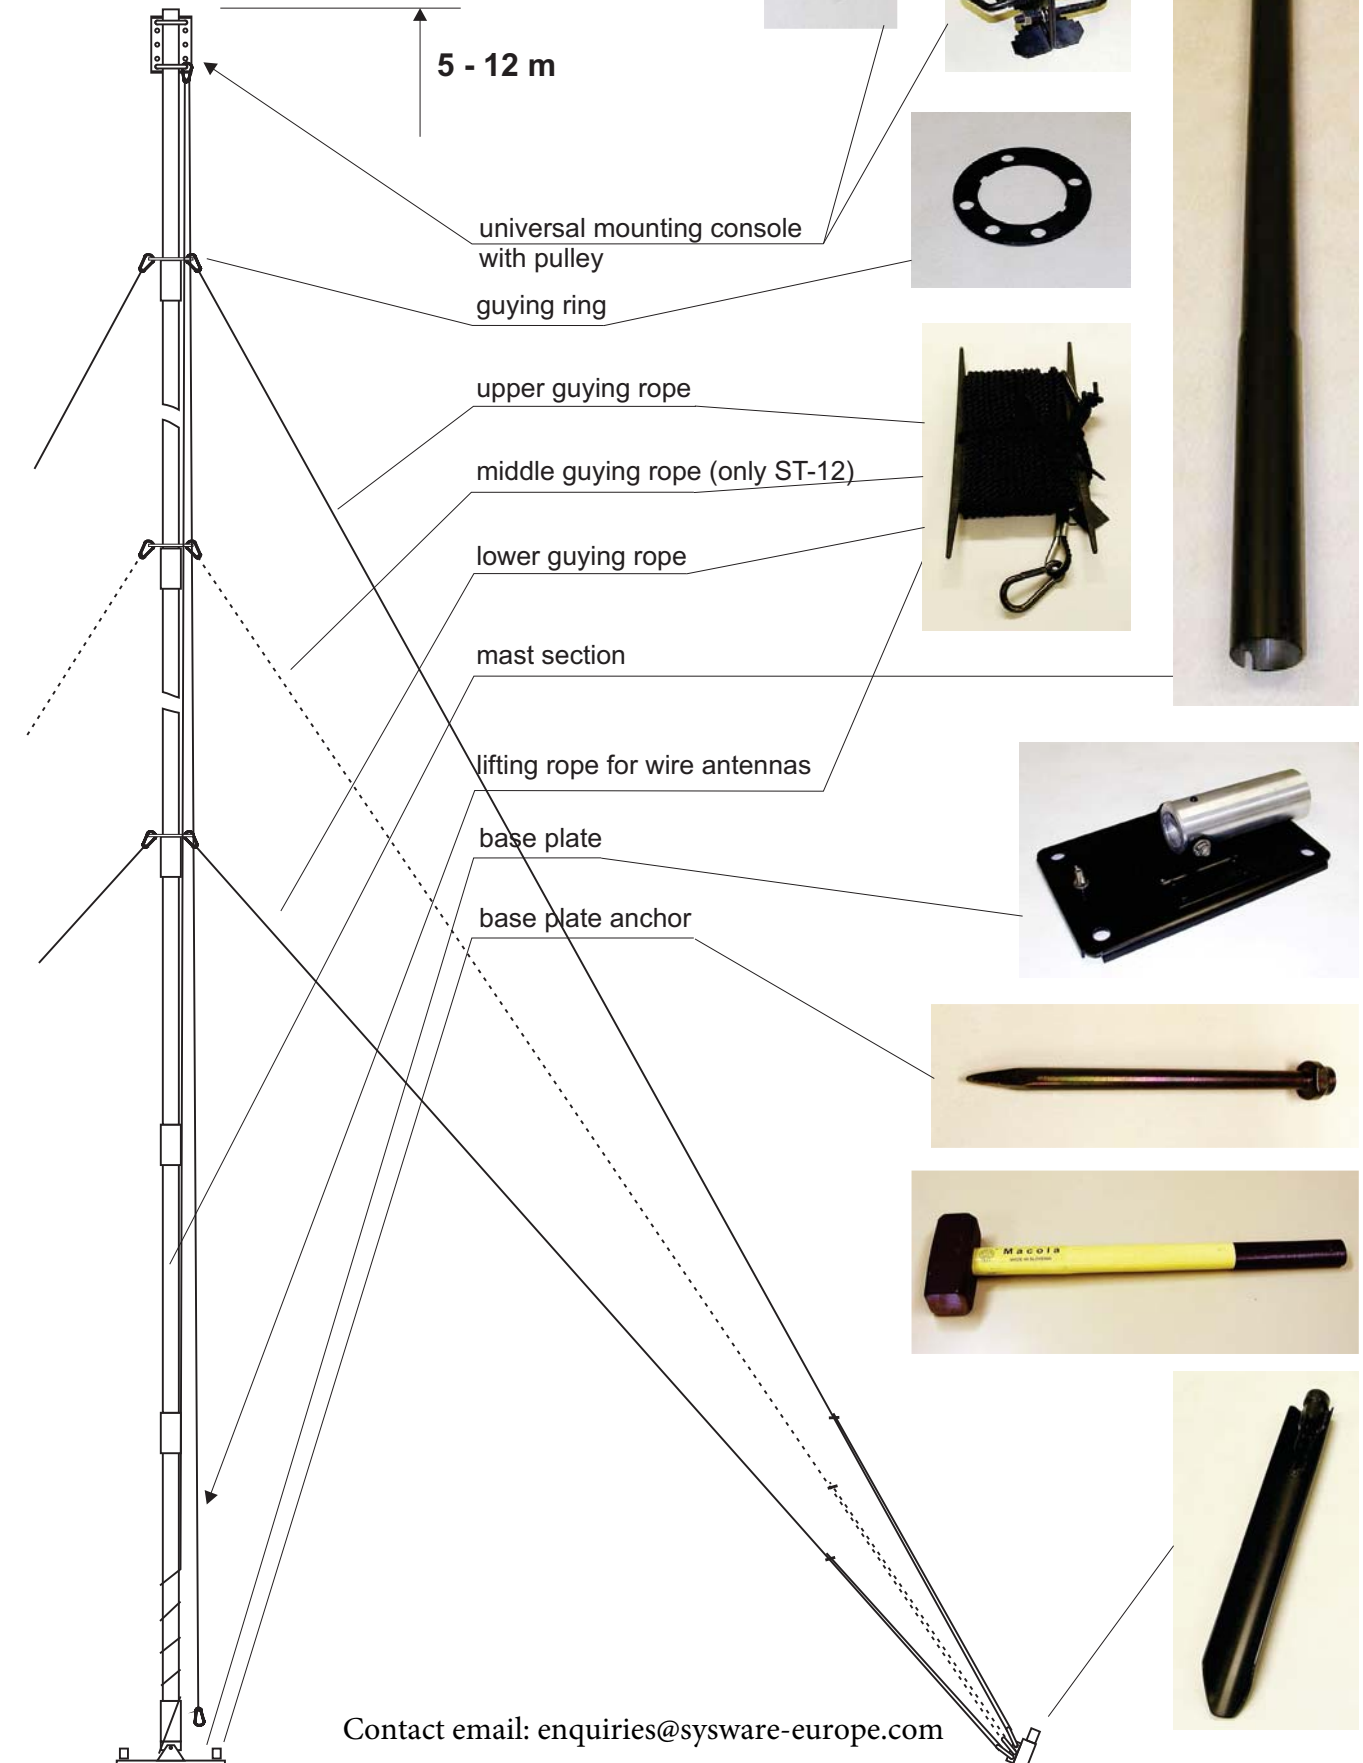 5 - 12 m
universal mounting console
with pulley
guying ring
upper guying rope
middle guying rope (only ST-12)
lower guying rope
mast section
lifting rope for wire antennas
base plate
base plate anchor
Macola
Contact email: enquiries@sysware-europe.com